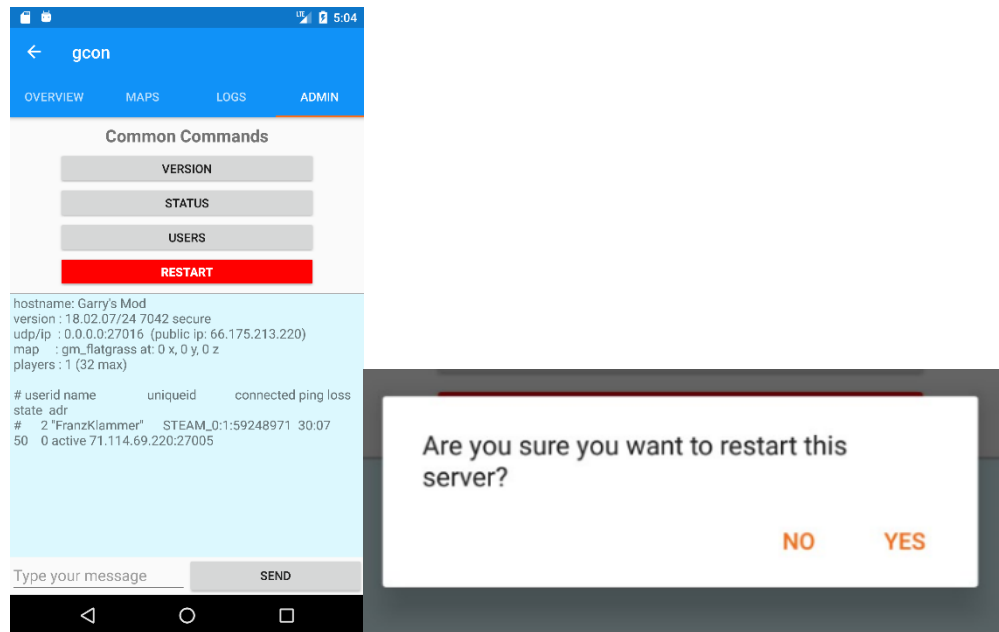 5:04
gcon
OVERVIEW MAPS LOGS ADMIN
Common Commands
VERSION
STATUS
USERS
RESTART
hostname: Garry's Mod
version : 18.02.07/24 7042 secure
udp/ip : 0.0.0.0:27016 (public ip: 66.175.213.220)
map : gm_flatgrass at: 0 x, 0 y, 0 z
players : 1 (32 max)
# userid name uniqueid connected ping loss
state adr
# 2 "FranzKlammer" STEAM_0:1:59248971 30:07
50 0 active 71.114.69.220:27005
Type your message SEND
Are you sure you want to restart this
server?
NO YES